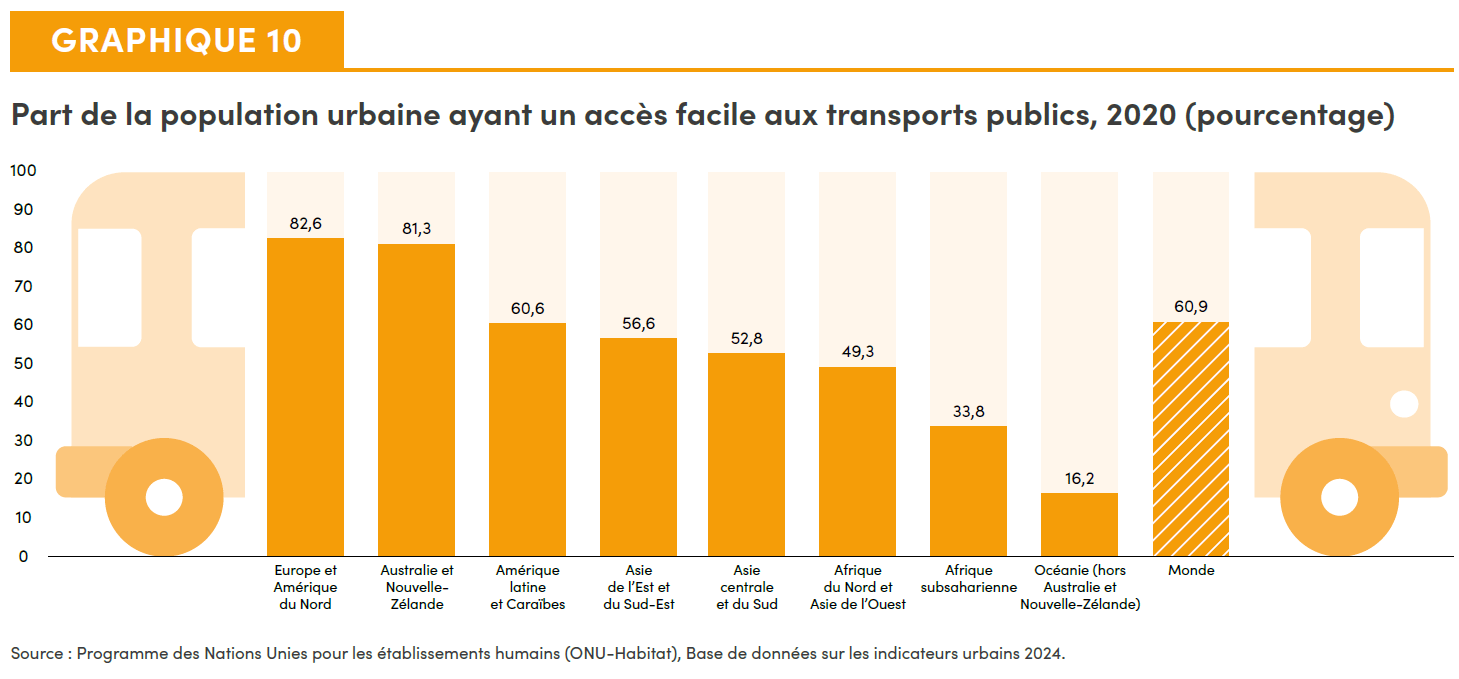 GRAPHIQUE 10
Part de la population urbaine ayant un accès facile aux transports publics, 2020 (pourcentage)
100
90
80
70
60
50
40
30
20
10
0
82,6
81,3
60,6
56,6
52,8
49,3
33,8
16,2
60,9
Europe et
Amérique
du Nord
Australie et
Nouvelle-
Zélande
Amérique
latine
et Caraïbes
Asie
de l’Est et
du Sud-Est
Asie
centrale
et du Sud
Afrique
du Nord et
Asie de l’Ouest
Afrique
subsaharienne
Océanie (hors
Australie et
Nouvelle-Zélande)
Monde
Source : Programme des Nations Unies pour les établissements humains (ONU-Habitat), Base de données sur les indicateurs urbains 2024.